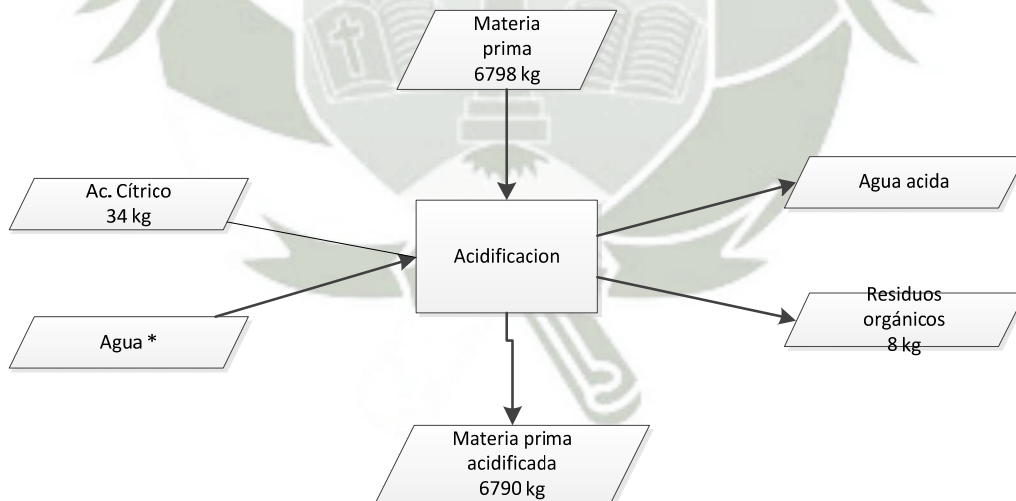 Materia
prima
6798 kg
Ac. Cítrico
34 kg
Agua acida
Acidificacion
Residuos
orgánicos
8 kg
Agua *
Materia prima
acidificada
6790 kg